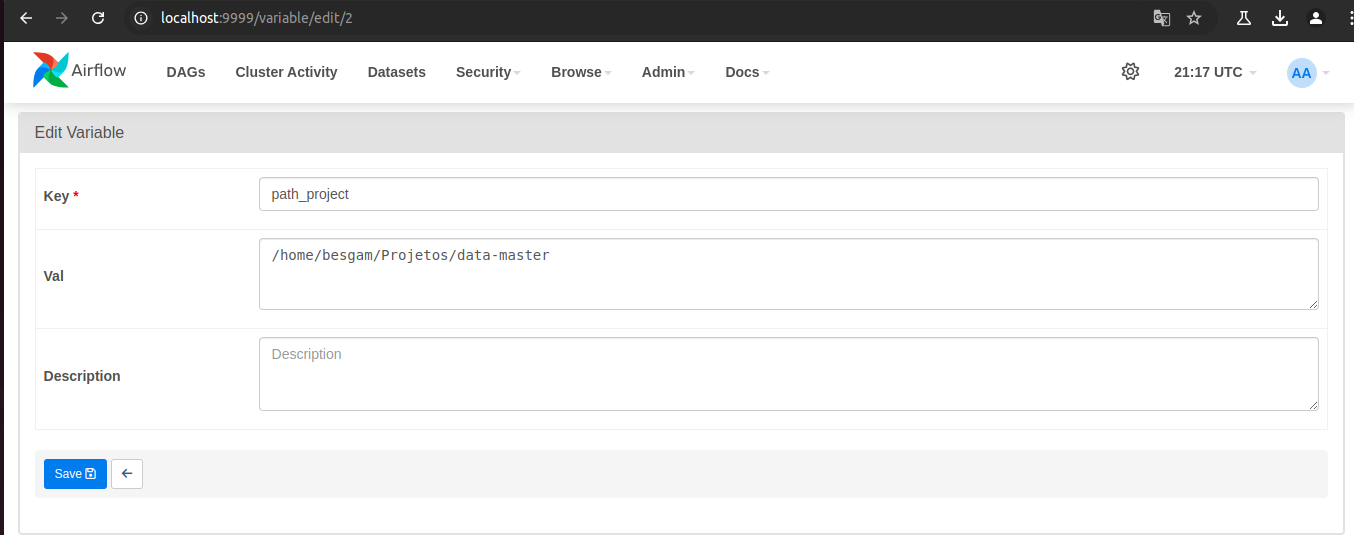 localhost:9999/variable/edit/2
Airflow DAGs Cluster Activity Datasets Security Browse Admin Docs 21:17 UTC AA
Edit Variable
Key * path_project
Val /home/besgam/Projetos/data-master
Description Description
Save